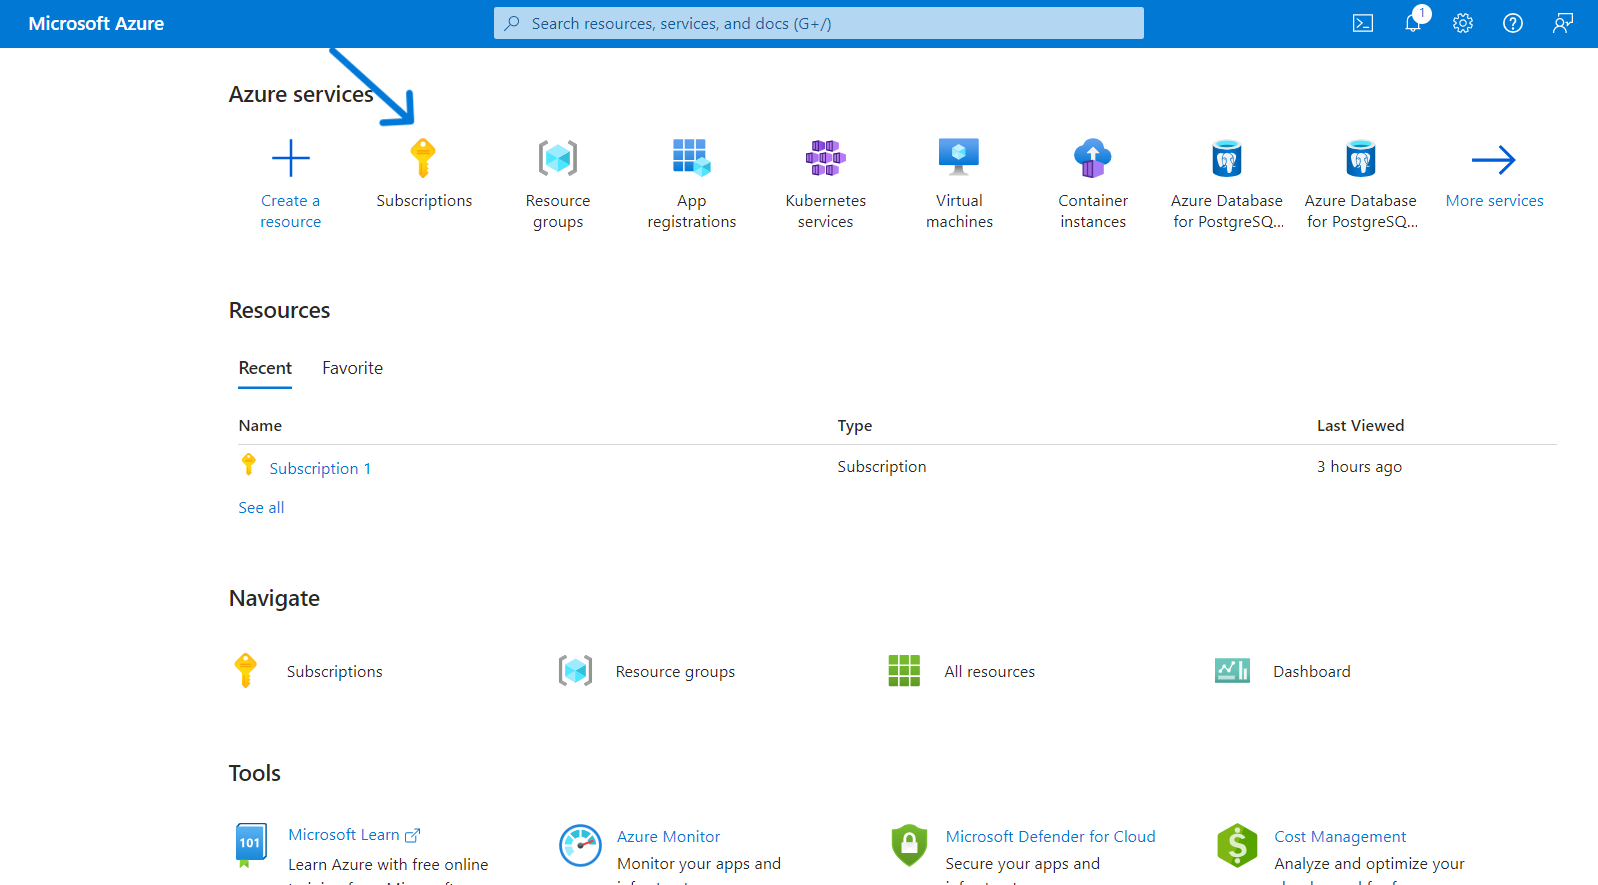 Microsoft Azure
Search resources, services, and docs (G+/)
1
Azure services
Create a
resource
Subscriptions
Resource
groups
App
registrations
Kubernetes
services
Virtual
machines
Container
instances
Azure Database
for PostgreSQ...
Azure Database
for PostgreSQ...
More services
Resources
Recent Favorite
Name Type Last Viewed
Subscription 1 Subscription 3 hours ago
See all
Navigate
Subscriptions Resource groups All resources Dashboard
Tools
101
Microsoft Learn
Learn Azure with free online
Azure Monitor
Monitor your apps and
Microsoft Defender for Cloud
Secure your apps and
$
Cost Management
Analyze and optimize your